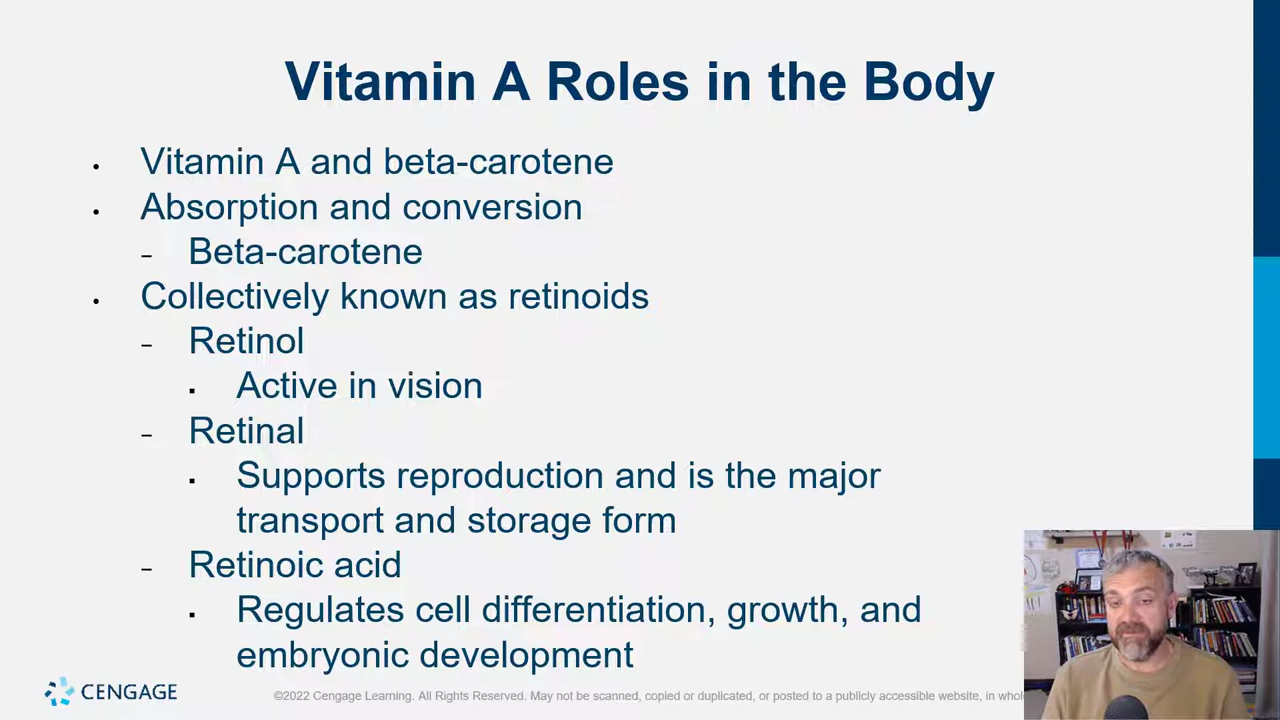 Vitamin A Roles in the Body
• Vitamin A and beta-carotene
• Absorption and conversion
– Beta-carotene
• Collectively known as retinoids
– Retinol
▪ Active in vision
– Retinal
▪ Supports reproduction and is the major
transport and storage form
– Retinoic acid
▪ Regulates cell differentiation, growth, and
embryonic development
CENGAGE
©2022 Cengage Learning. All Rights Reserved. May not be scanned, copied or duplicated, or posted to a publicly accessible website, in